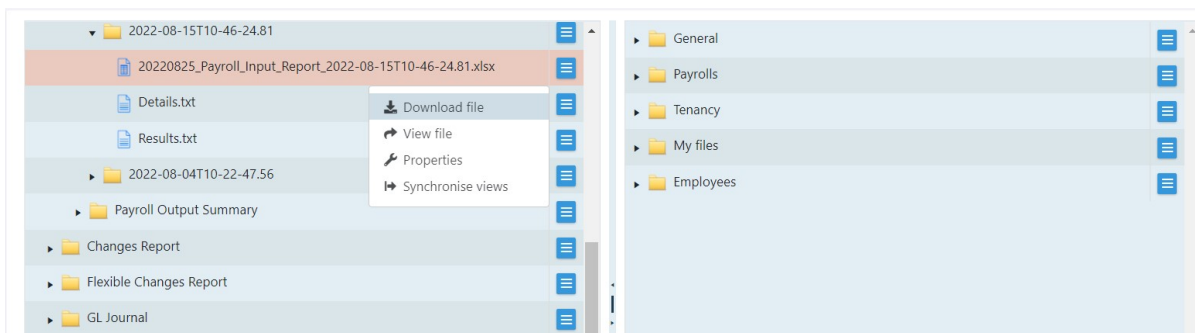 2022-08-15T10-46-24.81
20220825_Payroll_Input_Report_2022-08-15T10-46-24.81.xlsx
Details.txt
Results.txt
2022-08-04T10-22-47.56
Payroll Output Summary
Changes Report
Flexible Changes Report
GL Journal
Download file
View file
Properties
Synchronise views
General
Payrolls
Tenancy
My files
Employees